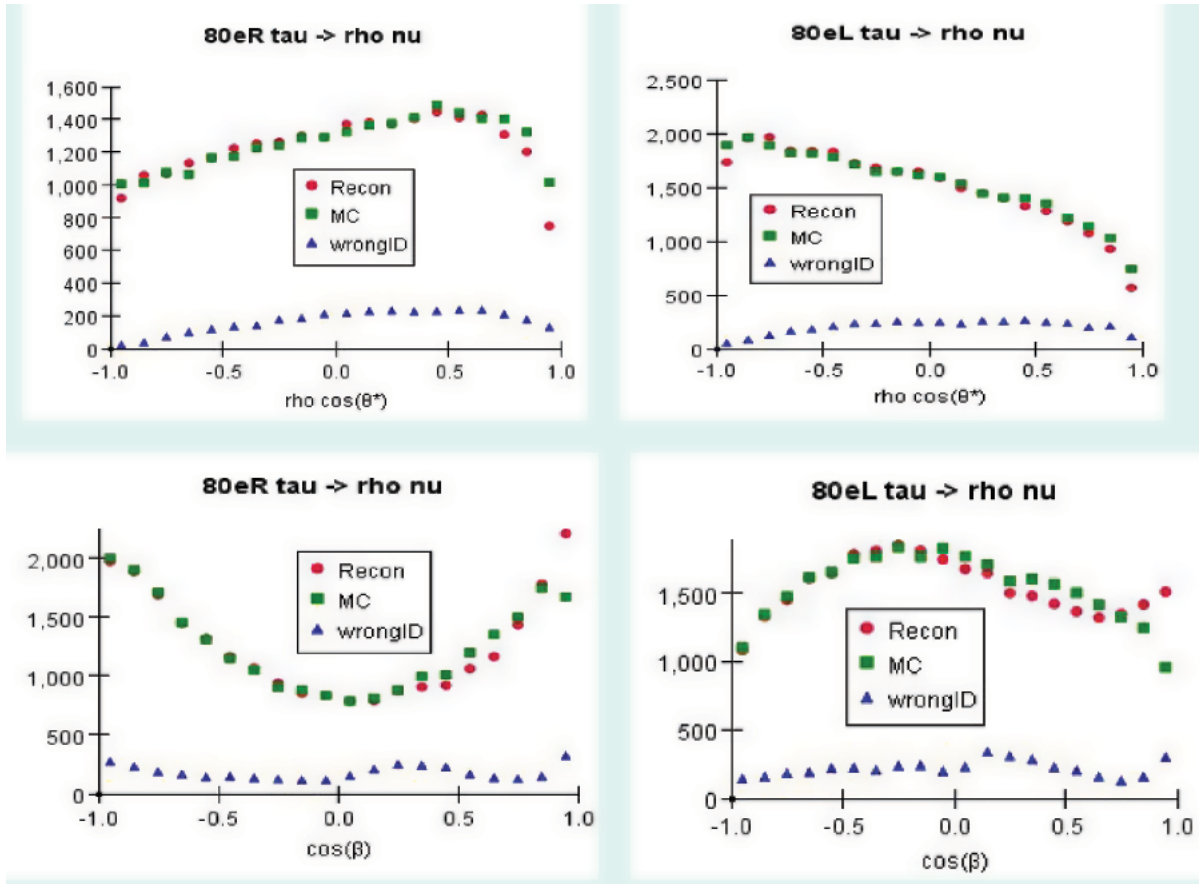 80eR tau -> rho nu
1,600
1,400
1,200
1,000
800
600
400
200
0
Recon
MC
wrongID
-1.0 -0.5 0.0 0.5 1.0
rho cos(θ*)
80eL tau -> rho nu
2,500
2,000
1,500
1,000
500
0
Recon
MC
wrongID
-1.0 -0.5 0.0 0.5 1.0
rho cos(θ*)
80eR tau -> rho nu
2,000
1,500
1,000
500
0
Recon
MC
wrongID
-1.0 -0.5 0.0 0.5 1.0
cos(β)
80eL tau -> rho nu
1,500
1,000
500
0
Recon
MC
wrongID
-1.0 -0.5 0.0 0.5 1.0
cos(β)